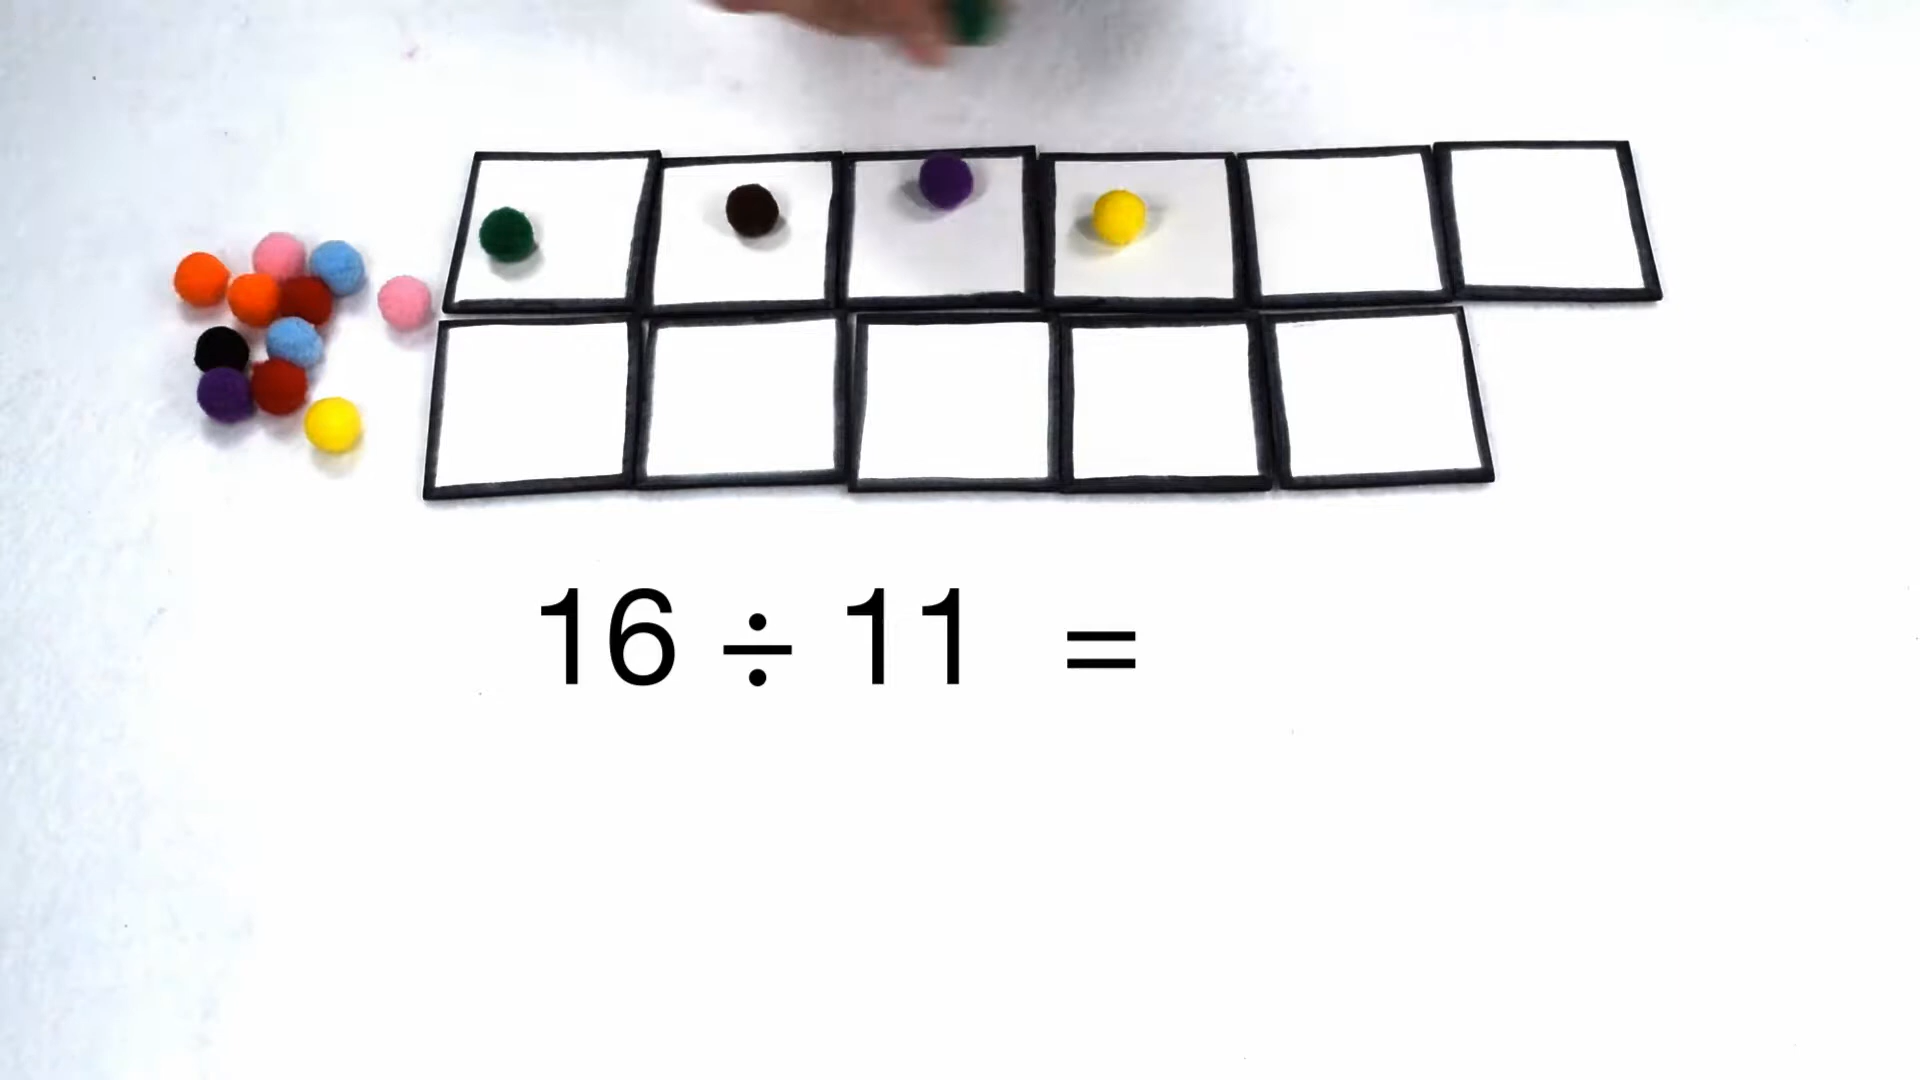 16 ÷ 11 =